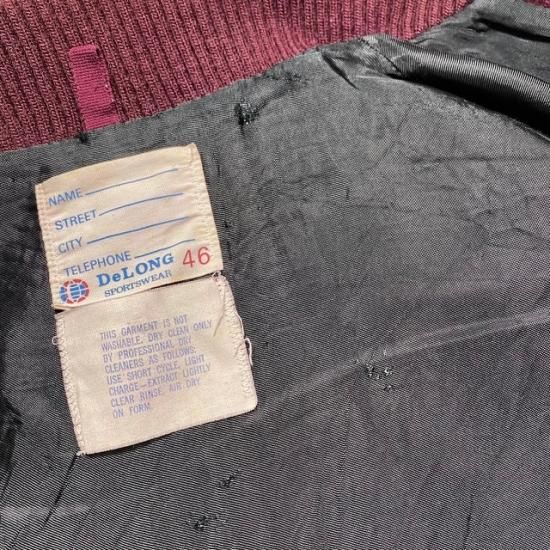 NAME
STREET
CITY
TELEPHONE
DeLONG 46
SPORTSWEAR
THIS GARMENT IS NOT
WASHABLE. DRY CLEAN ONLY
BY PROFESSIONAL DRY
CLEANERS AS FOLLOWS.
USE SHORT CYCLE, LIGHT
CHARGE—EXTRACT LIGHTLY
CLEAR RINSE. AIR DRY
ON FORM.